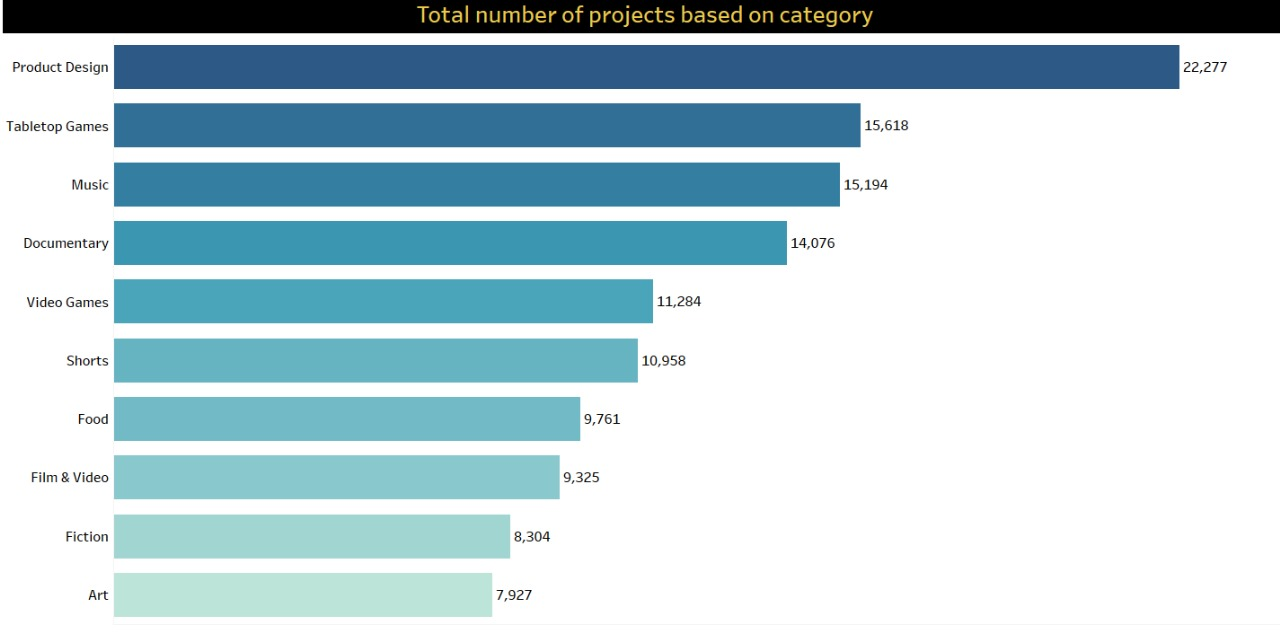 Total number of projects based on category
Product Design 22,277
Tabletop Games 15,618
Music 15,194
Documentary 14,076
Video Games 11,284
Shorts 10,958
Food 9,761
Film & Video 9,325
Fiction 8,304
Art 7,927